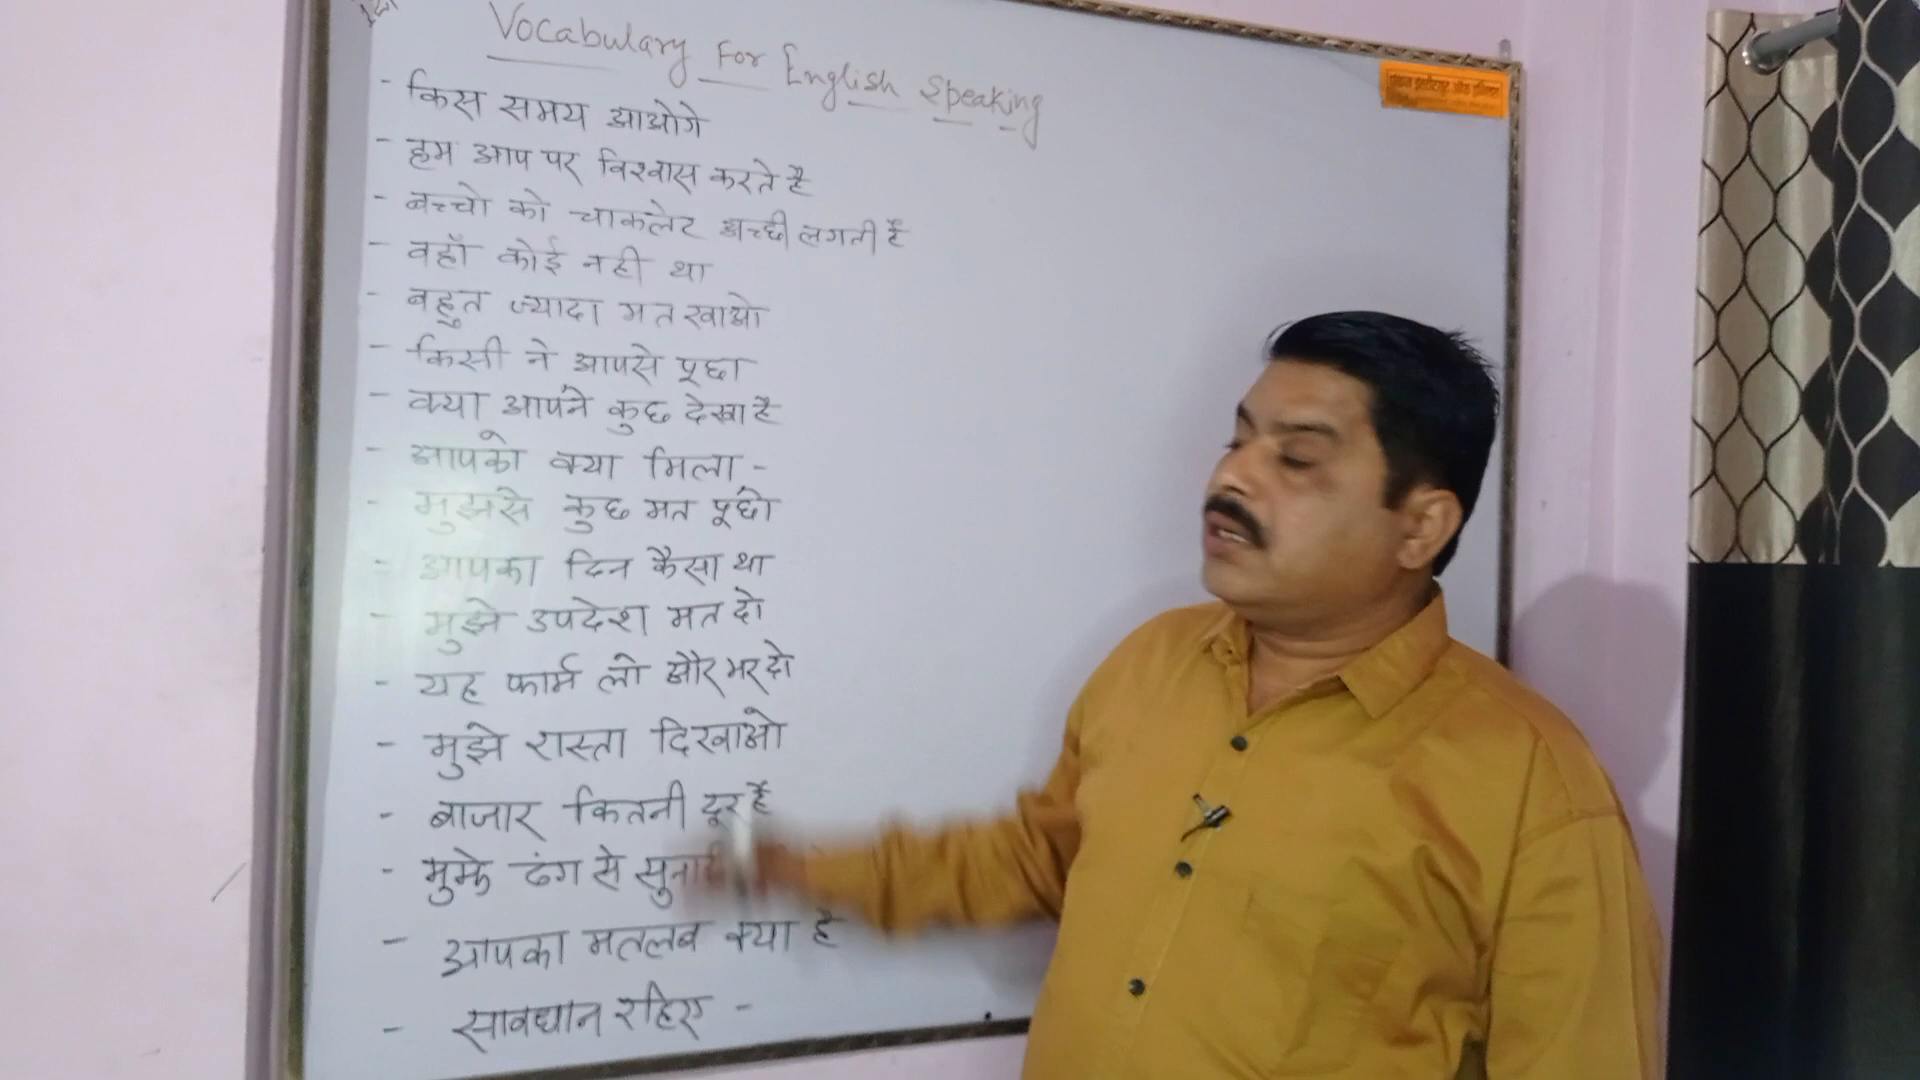 Vocabulary For English Speaking
- किस समय आओगे
- हम आप पर विश्वास करते है
- बच्चो को चाकलेट अच्छी लगती है
- वहाँ कोई नही था
- बहुत ज्यादा मत खाओ
- किसी ने आपसे पूछा
- क्या आपने कुछ देखा है
- आपको क्या मिला -
- मुझसे कुछ मत पूछो
- आपका दिन कैसा था
- मुझे उपदेश मत दो
- यह फार्म लो और भर दो
- मुझे रास्ता दिखाओ
- बाजार कितनी दूर है
- मुझे ढंग से
- आपका मतलब क्या है
- सावधान रहिए -